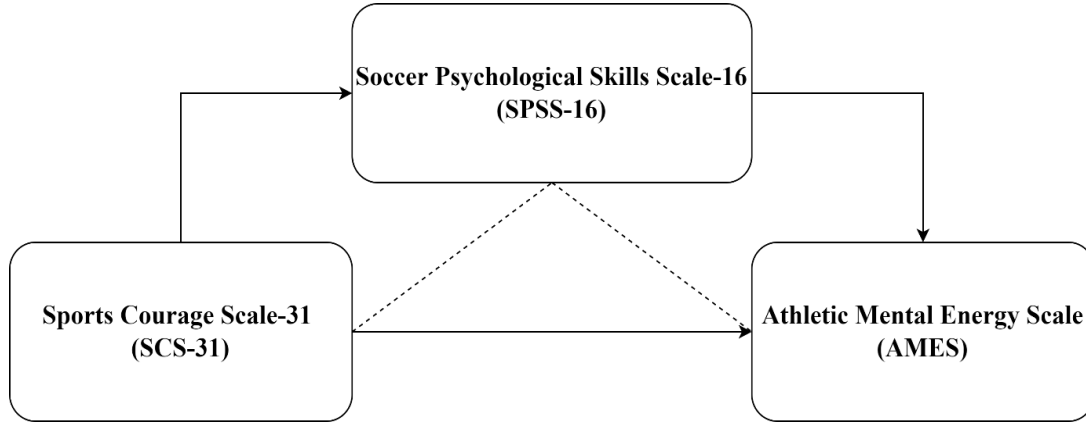 Soccer Psychological Skills Scale-16
(SPSS-16)
Sports Courage Scale-31
(SCS-31)
Athletic Mental Energy Scale
(AMES)